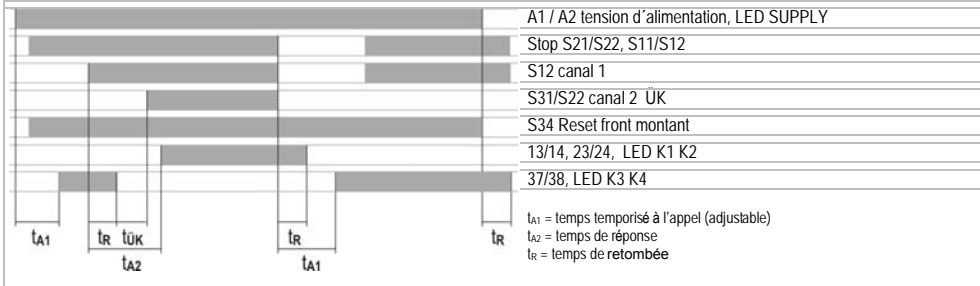 A1 / A2 tension d´alimentation, LED SUPPLY
Stop S21/S22, S11/S12
S12 canal 1
S31/S22 canal 2 ÜK
S34 Reset front montant
13/14, 23/24, LED K1 K2
37/38, LED K3 K4
tA1 tR tÜK tR tR
tA2 tA1
tA1 = temps temporisé à l'appel (adjustable)
tA2 = temps de réponse
tR = temps de retombée